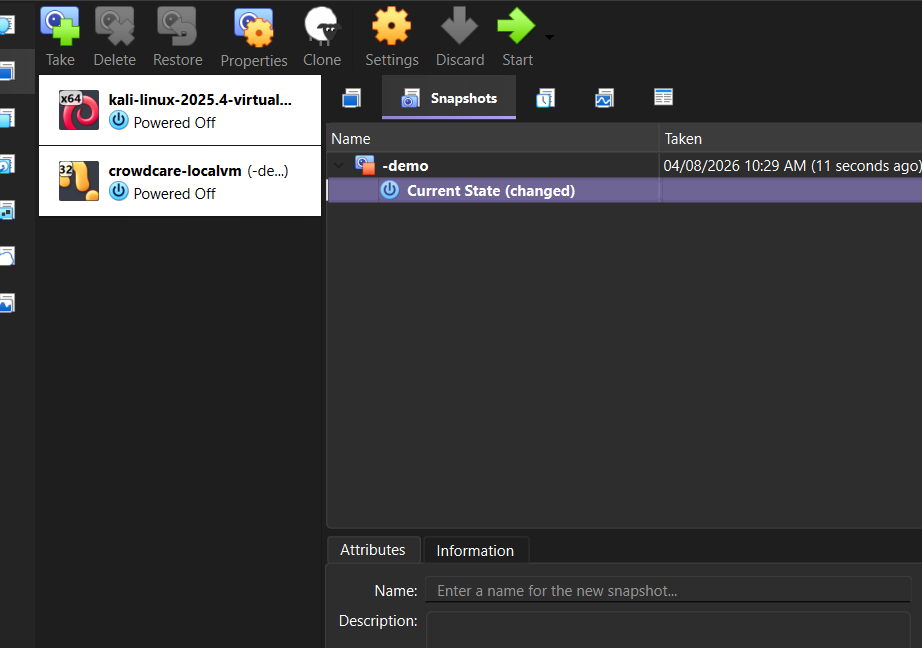 Take Delete Restore Properties Clone Settings Discard Start
x64
kali-linux-2025.4-virtual...
Powered Off
32
crowdcare-localvm (-de...)
Powered Off
Snapshots
Name Taken
-demo 04/08/2026 10:29 AM (11 seconds ago)
Current State (changed)
Attributes Information
Name: Enter a name for the new snapshot...
Description: